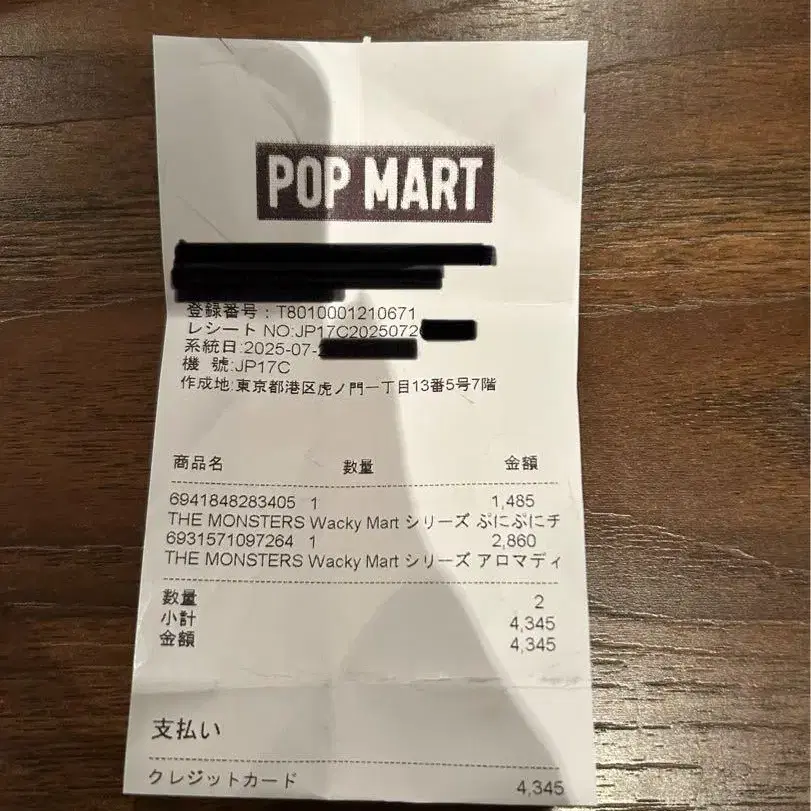 POP MART
登録番号：T8010001210671
レシート NO:JP17C2025072
系統日:2025-07-
機 號:JP17C
作成地:東京都港区虎ノ門一丁目13番5号7階
商品名 数量 金額
6941848283405 1 1,485
THE MONSTERS Wacky Mart シリーズ ぷにぷにチ
6931571097264 1 2,860
THE MONSTERS Wacky Mart シリーズ アロマディ
数量 2
小計 4,345
金額 4,345
支払い
クレジットカード 4,345